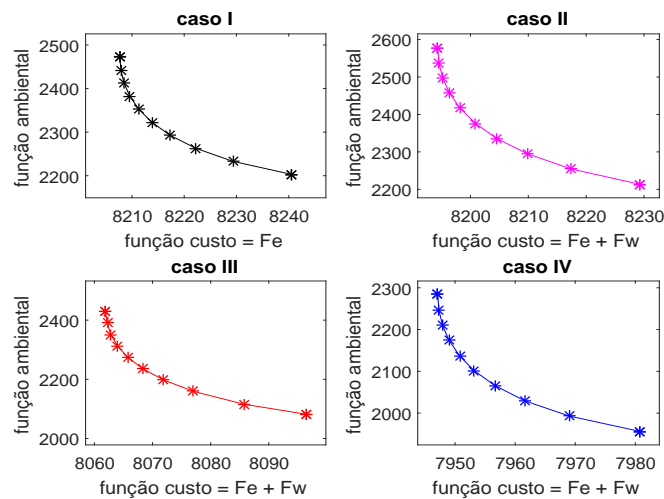 caso I
função ambiental
2500
2400
2300
2200
8210 8220 8230 8240
função custo = Fe
caso II
função ambiental
2600
2500
2400
2300
2200
8200 8210 8220 8230
função custo = Fe + Fw
caso III
função ambiental
2400
2200
2000
8060 8070 8080 8090
função custo = Fe + Fw
caso IV
função ambiental
2300
2200
2100
2000
7950 7960 7970 7980
função custo = Fe + Fw